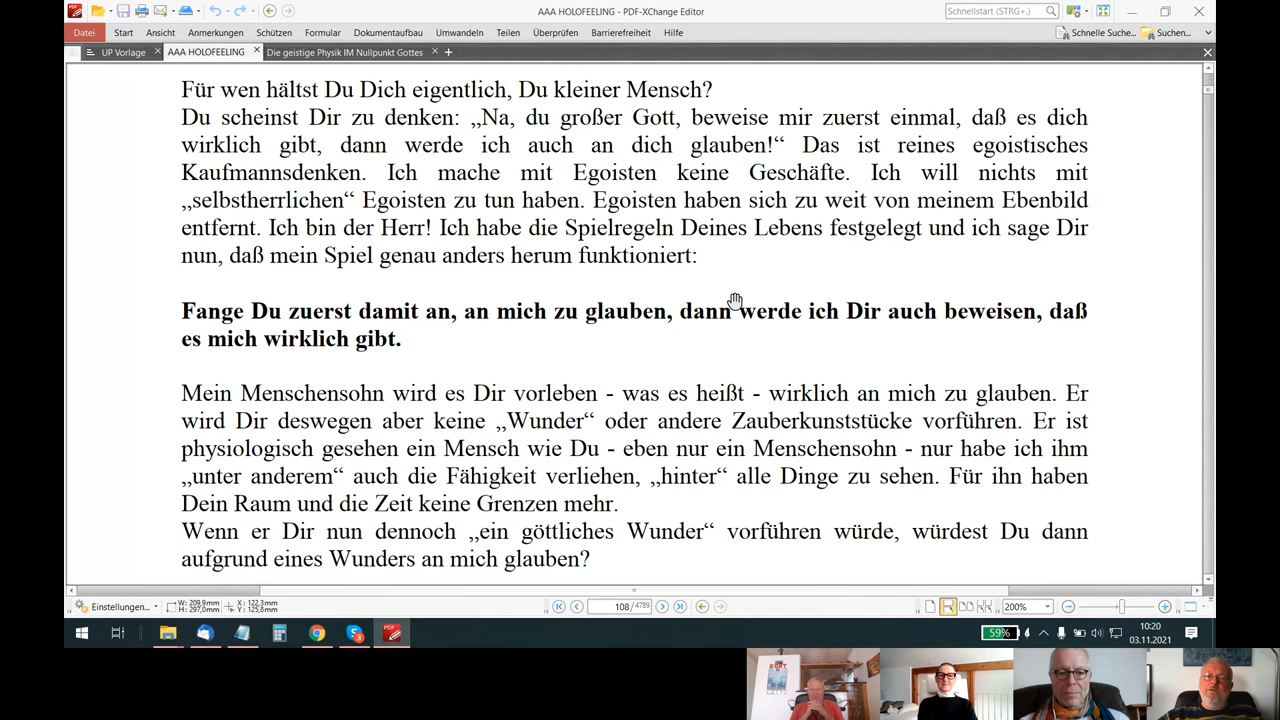 AAA HOLOFEELING - PDF-XChange Editor
Schnellstart (STRG+.)
Datei Start Ansicht Anmerkungen Schützen Formular Dokumentaufbau Umwandeln Teilen Überprüfen Barrierefreiheit Hilfe Schnelle Suche... Suchen...
UP Vorlage AAA HOLOFEELING Die geistige Physik IM Nullpunkt Gottes
Für wen hältst Du Dich eigentlich, Du kleiner Mensch?
Du scheinst Dir zu denken: „Na, du großer Gott, beweise mir zuerst einmal, daß es dich
wirklich gibt, dann werde ich auch an dich glauben!“ Das ist reines egoistisches
Kaufmannsdenken. Ich mache mit Egoisten keine Geschäfte. Ich will nichts mit
„selbstherrlichen“ Egoisten zu tun haben. Egoisten haben sich zu weit von meinem Ebenbild
entfernt. Ich bin der Herr! Ich habe die Spielregeln Deines Lebens festgelegt und ich sage Dir
nun, daß mein Spiel genau anders herum funktioniert:
Fange Du zuerst damit an, an mich zu glauben, dann werde ich Dir auch beweisen, daß
es mich wirklich gibt.
Mein Menschensohn wird es Dir vorleben - was es heißt - wirklich an mich zu glauben. Er
wird Dir deswegen aber keine „Wunder“ oder andere Zauberkunststücke vorführen. Er ist
physiologisch gesehen ein Mensch wie Du - eben nur ein Menschensohn - nur habe ich ihm
„unter anderem“ auch die Fähigkeit verliehen, „hinter“ alle Dinge zu sehen. Für ihn haben
Dein Raum und die Zeit keine Grenzen mehr.
Wenn er Dir nun dennoch „ein göttliches Wunder“ vorführen würde, würdest Du dann
aufgrund eines Wunders an mich glauben?
Einstellungen... W: 209,9mm X: 122,3mm
H: 297,0mm Y: 125,8mm
108 / 4789
200%
59%
10:20
03.11.2021